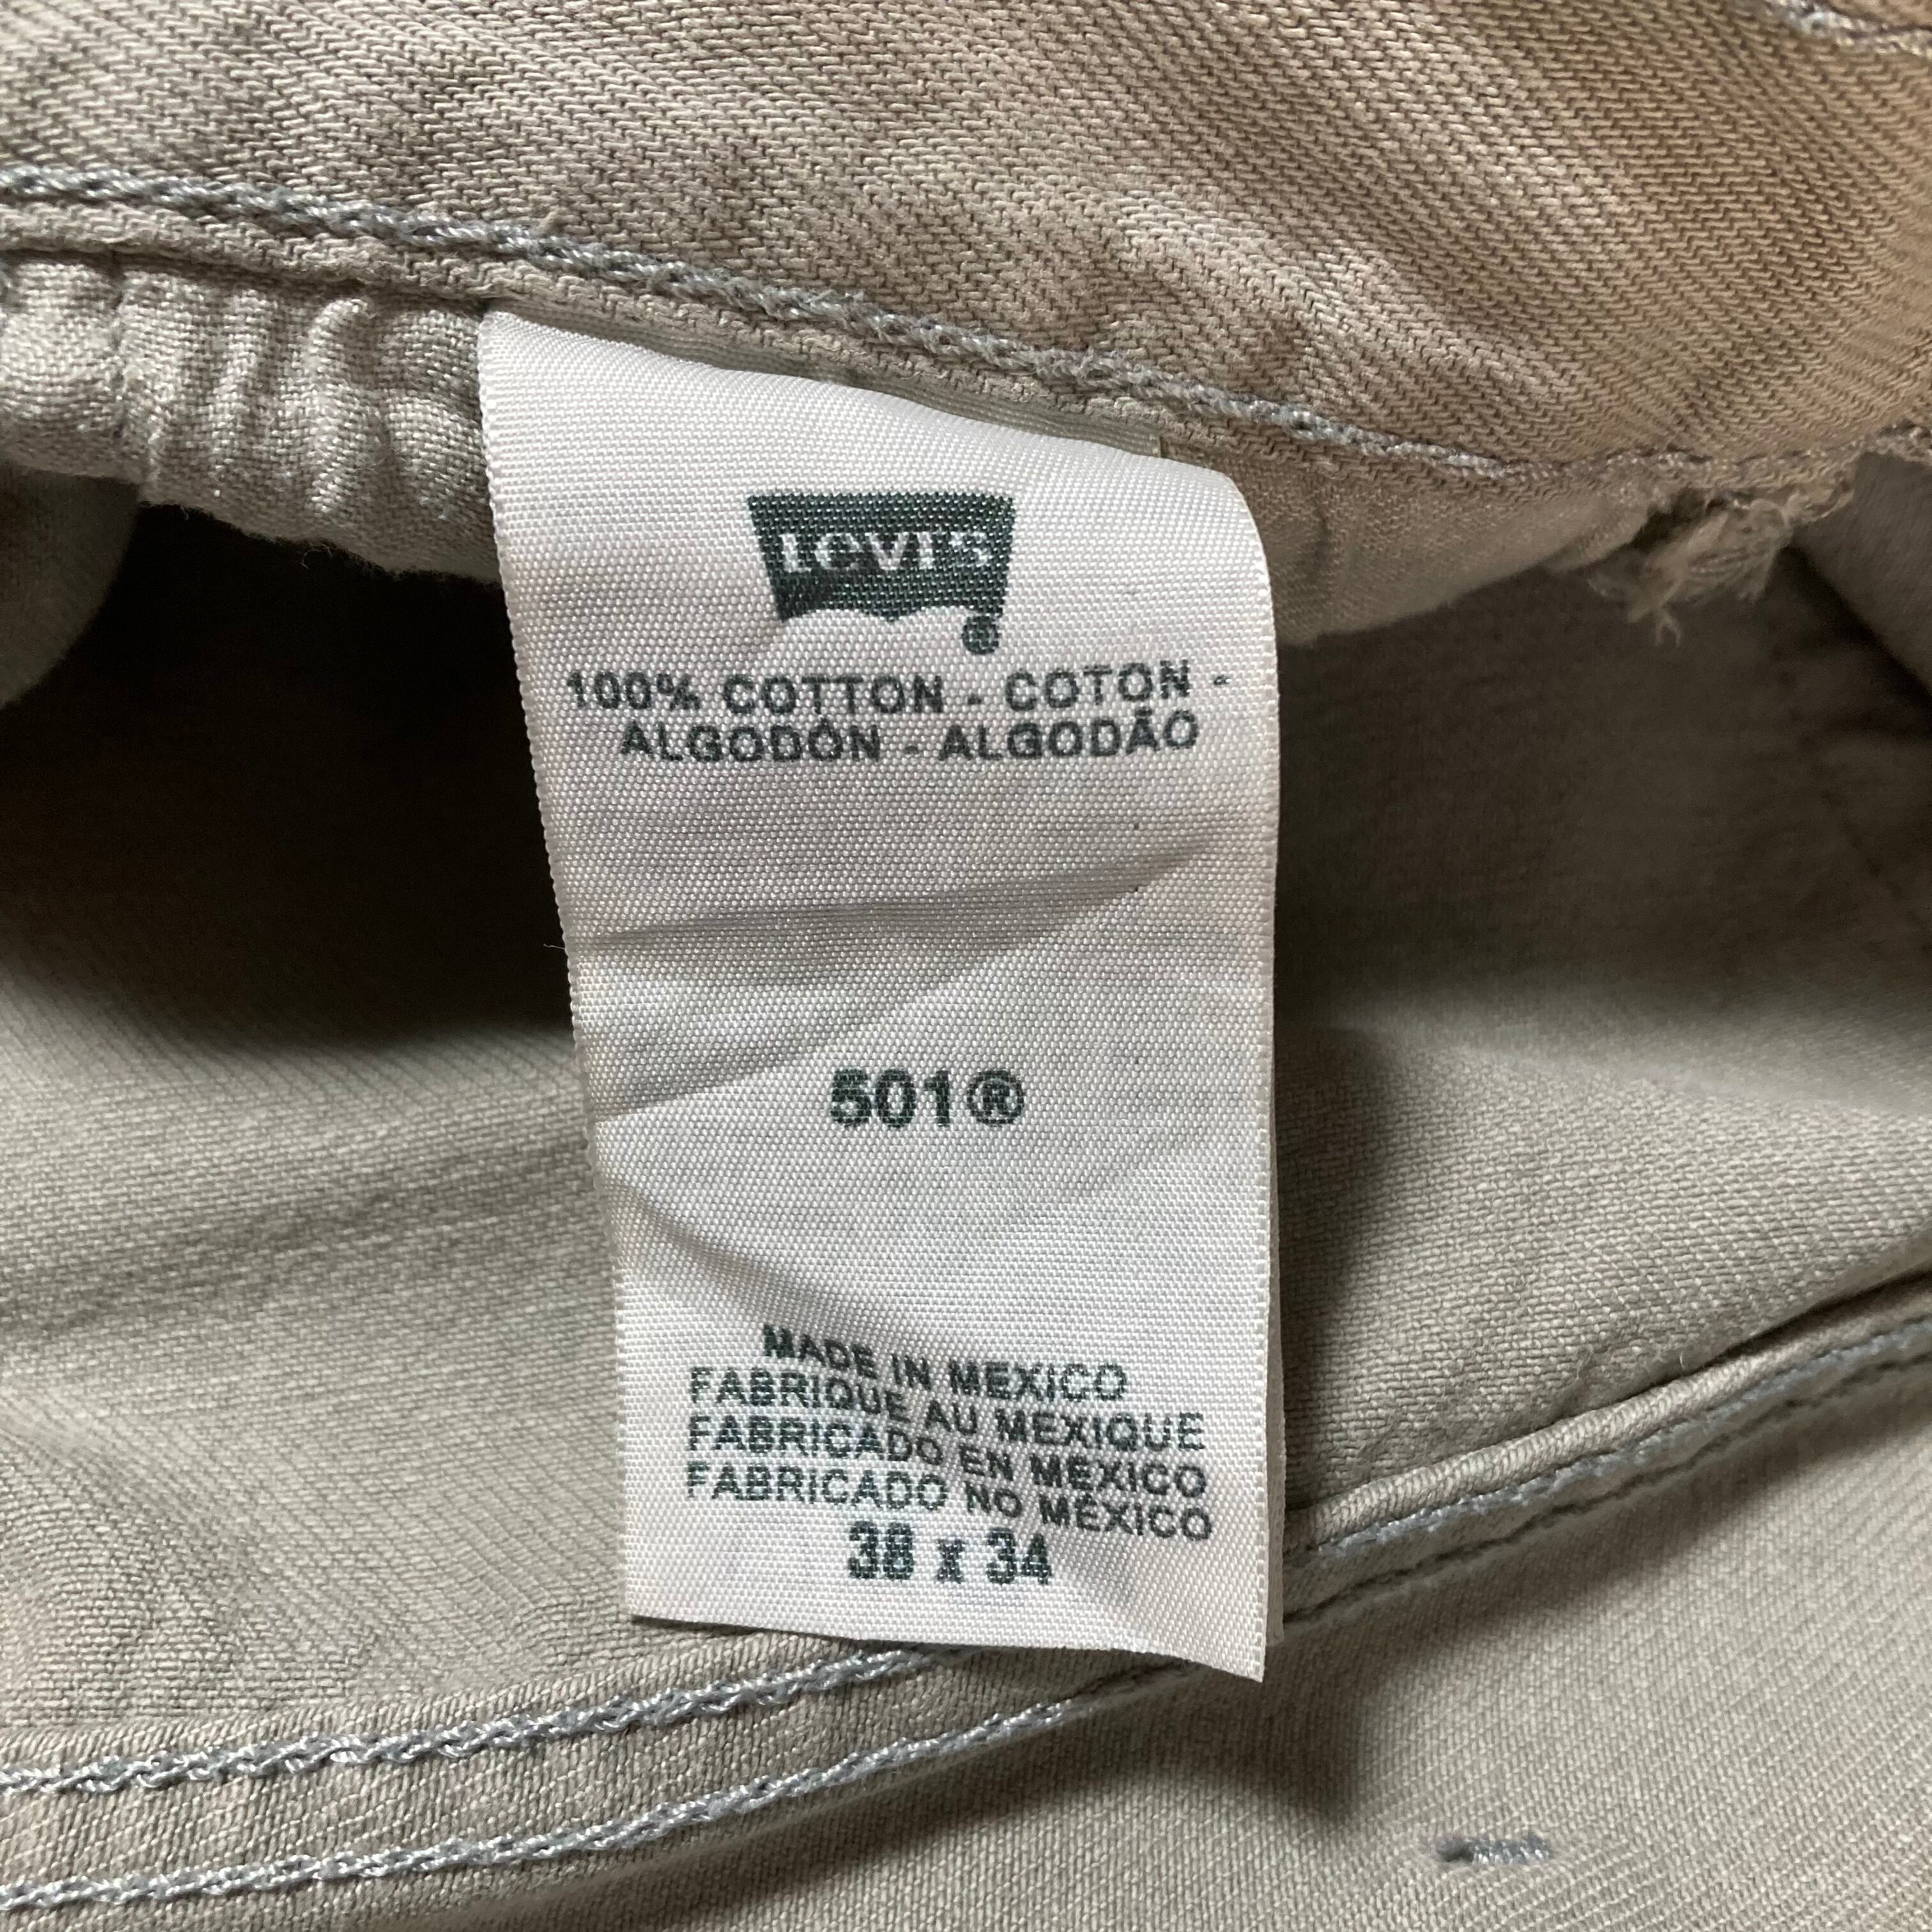 Levi's
®
100% COTTON - COTON -
ALGODÓN - ALGODÃO
501®
MADE IN MEXICO
FABRIQUE AU MEXIQUE
FABRICADO EN MEXICO
FABRICADO NO MÉXICO
38 x 34